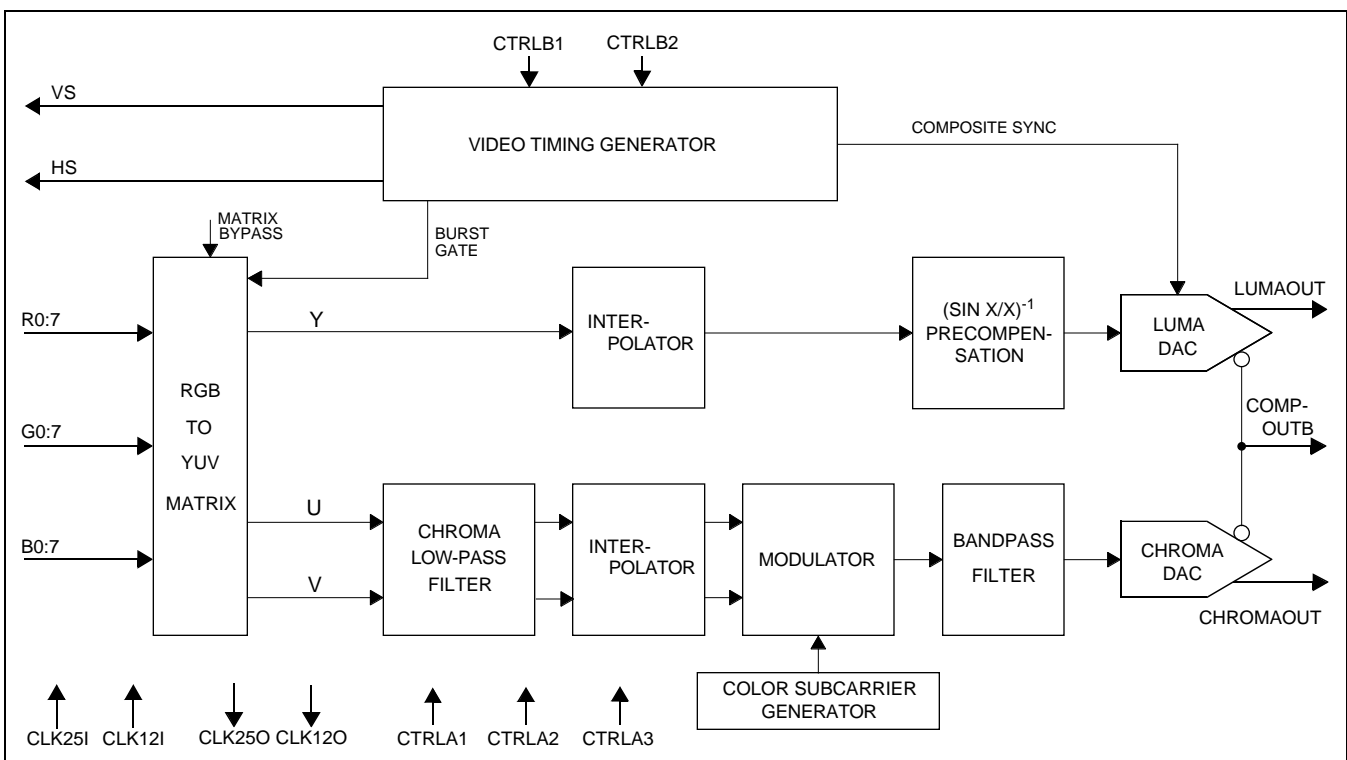 CTRLB1 CTRLB2
VS
VIDEO TIMING GENERATOR
COMPOSITE SYNC
HS
MATRIX
BYPASS
BURST
GATE
R0:7
G0:7
B0:7
RGB
TO
YUV
MATRIX
Y
U
V
INTER-
POLATOR
(SIN X/X)-1
PRECOMPEN-
SATION
LUMA
DAC
LUMAOUT
COMP-
OUTB
CHROMA
LOW-PASS
FILTER
INTER-
POLATOR
MODULATOR
BANDPASS
FILTER
CHROMA
DAC
CHROMAOUT
COLOR SUBCARRIER
GENERATOR
CLK25I CLK12I CLK25O CLK12O CTRLA1 CTRLA2 CTRLA3